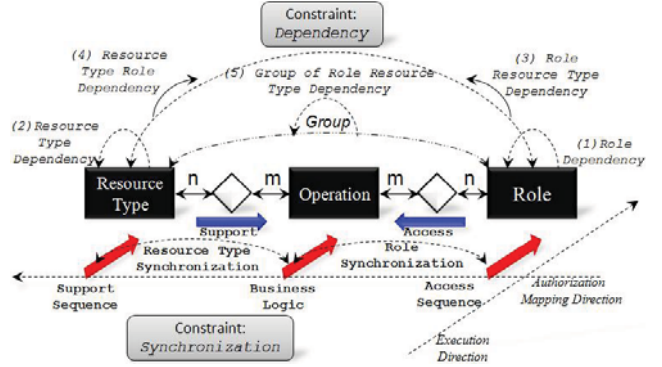 Constraint:
Dependency
(4) Resource
Type Role
Dependency
(5) Group of Role Resource
Type Dependency
(3) Role
Resource Type
Dependency
(2)Resource
Type
Dependency
Group
(1)Role
Dependency
Resource
Type
n
m
Operation
m
n
Role
Support
Access
Resource Type
Synchronization
Role
Synchronization
Support
Sequence
Business
Logic
Access
Sequence
Authorization
Mapping Direction
Constraint:
Synchronization
Execution
Direction